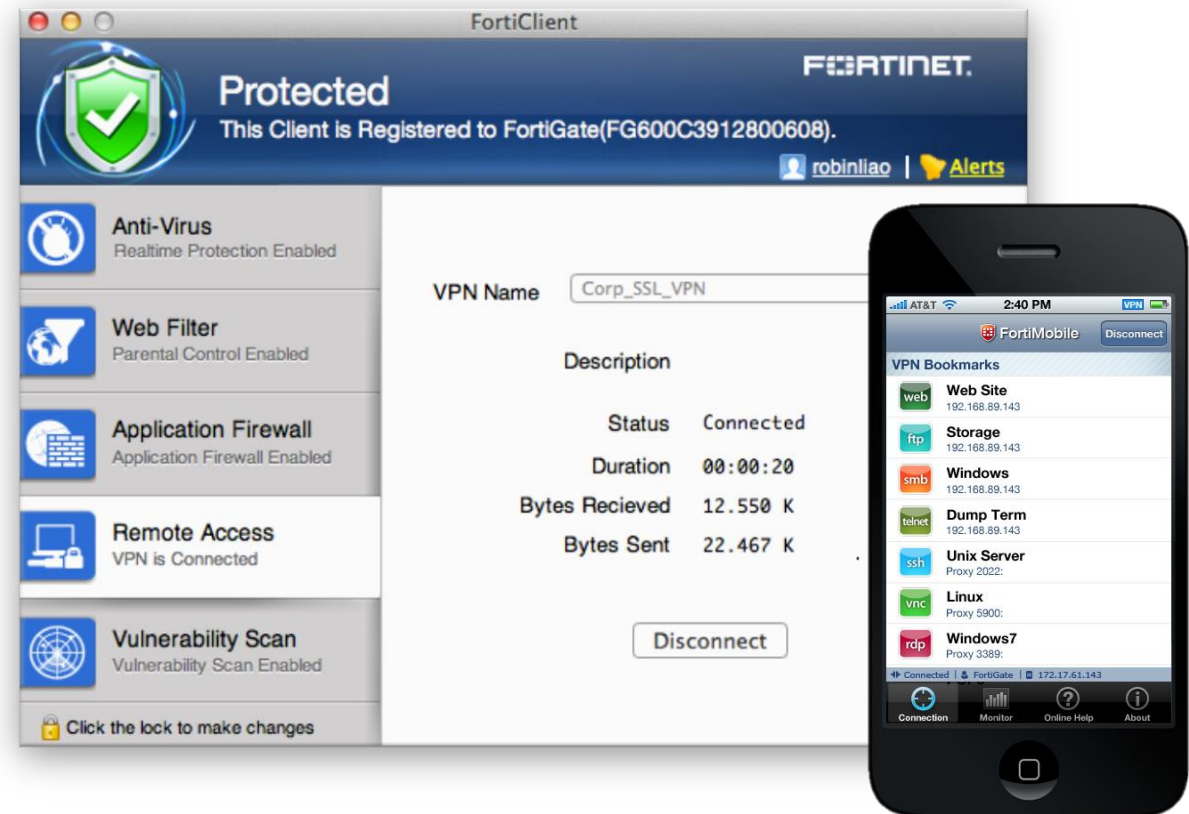 FortiClient
FORTINET.
Protected
This Client is Registered to FortiGate(FG600C3912800608).
robinliao | Alerts
Anti-Virus
Realtime Protection Enabled
Web Filter
Parental Control Enabled
Application Firewall
Application Firewall Enabled
Remote Access
VPN is Connected
Vulnerability Scan
Vulnerability Scan Enabled
Click the lock to make changes
VPN Name Corp_SSL_VPN
Description
Status Connected
Duration 00:00:20
Bytes Recieved 12.550 K
Bytes Sent 22.467 K
Disconnect
AT&T 2:40 PM VPN
FortiMobile Disconnect
VPN Bookmarks
web Web Site
192.168.89.143
ftp Storage
192.168.89.143
smb Windows
192.168.89.143
telnet Dump Term
192.168.89.143
ssh Unix Server
Proxy 2022:
vnc Linux
Proxy 5900:
rdp Windows7
Proxy 3389:
Connected | FortiGate | 172.17.61.143
Connection Monitor Online Help About